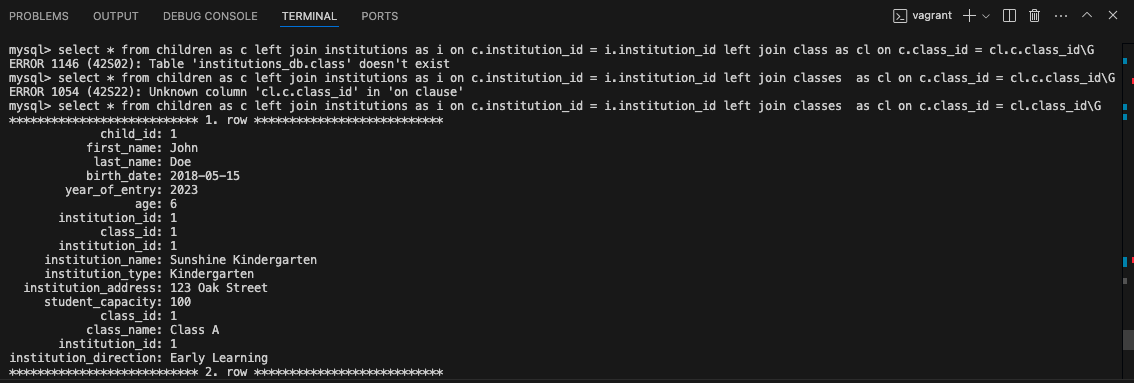 PROBLEMS OUTPUT DEBUG CONSOLE TERMINAL PORTS vagrant
mysql> select * from children as c left join institutions as i on c.institution_id = i.institution_id left join class as cl on c.class_id = cl.c.class_id\G
ERROR 1146 (42S02): Table 'institutions_db.class' doesn't exist
mysql> select * from children as c left join institutions as i on c.institution_id = i.institution_id left join classes  as cl on c.class_id = cl.c.class_id\G
ERROR 1054 (42S22): Unknown column 'cl.c.class_id' in 'on clause'
mysql> select * from children as c left join institutions as i on c.institution_id = i.institution_id left join classes  as cl on c.class_id = cl.class_id\G
*************************** 1. row ***************************
child_id: 1
first_name: John
last_name: Doe
birth_date: 2018-05-15
year_of_entry: 2023
age: 6
institution_id: 1
class_id: 1
institution_id: 1
institution_name: Sunshine Kindergarten
institution_type: Kindergarten
institution_address: 123 Oak Street
student_capacity: 100
class_id: 1
class_name: Class A
institution_id: 1
institution_direction: Early Learning
*************************** 2. row ***************************